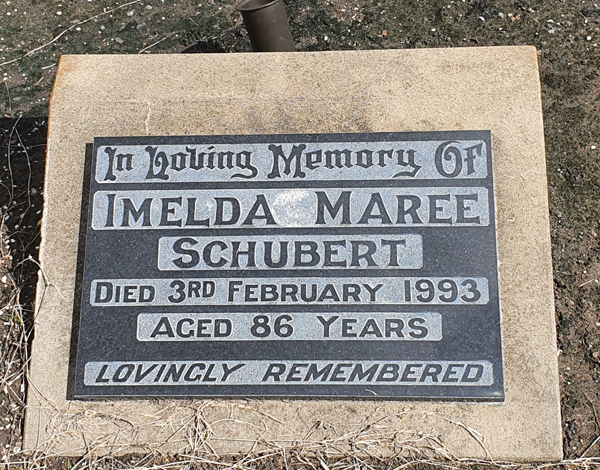 In Loving Memory Of
IMELDA MAREE
SCHUBERT
DIED 3RD FEBRUARY 1993
AGED 86 YEARS
LOVINGLY REMEMBERED